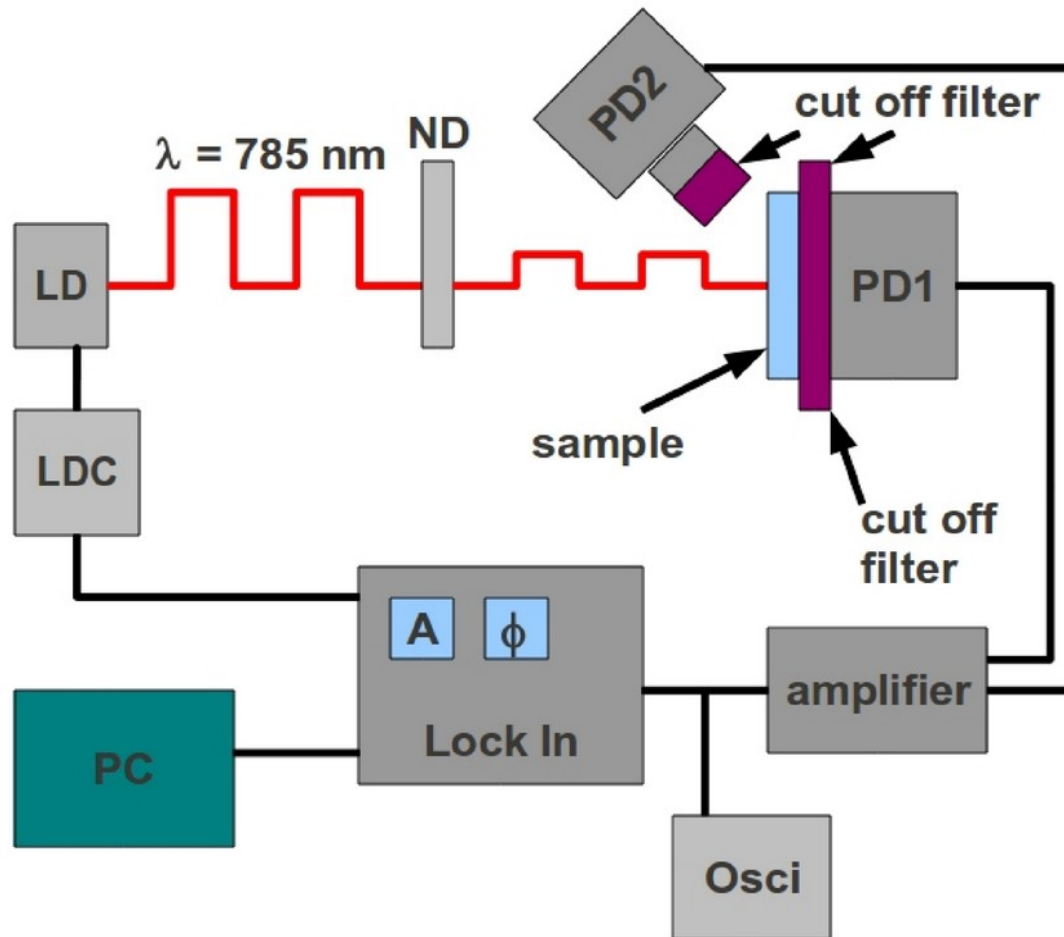 PD2
cut off filter
ND
λ = 785 nm
LD
PD1
sample
LDC
cut off
filter
A
ϕ
amplifier
Lock In
PC
Osci